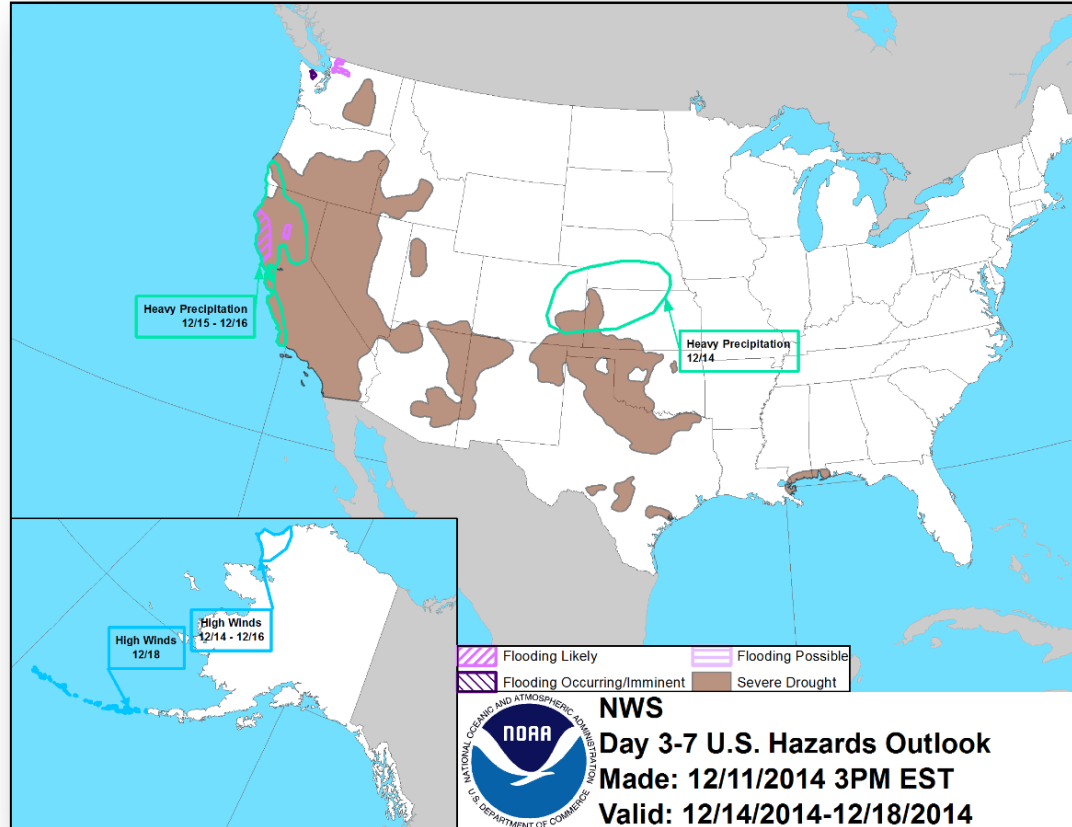 Heavy Precipitation
12/15 - 12/16
Heavy Precipitation
12/14
High Winds
12/14 - 12/16
High Winds
12/18
Flooding Likely
Flooding Possible
Flooding Occurring/Imminent
Severe Drought
NATIONAL OCEANIC AND ATMOSPHERIC ADMINISTRATION
U.S. DEPARTMENT OF COMMERCE
NOAA
NWS
Day 3-7 U.S. Hazards Outlook
Made: 12/11/2014 3PM EST
Valid: 12/14/2014-12/18/2014